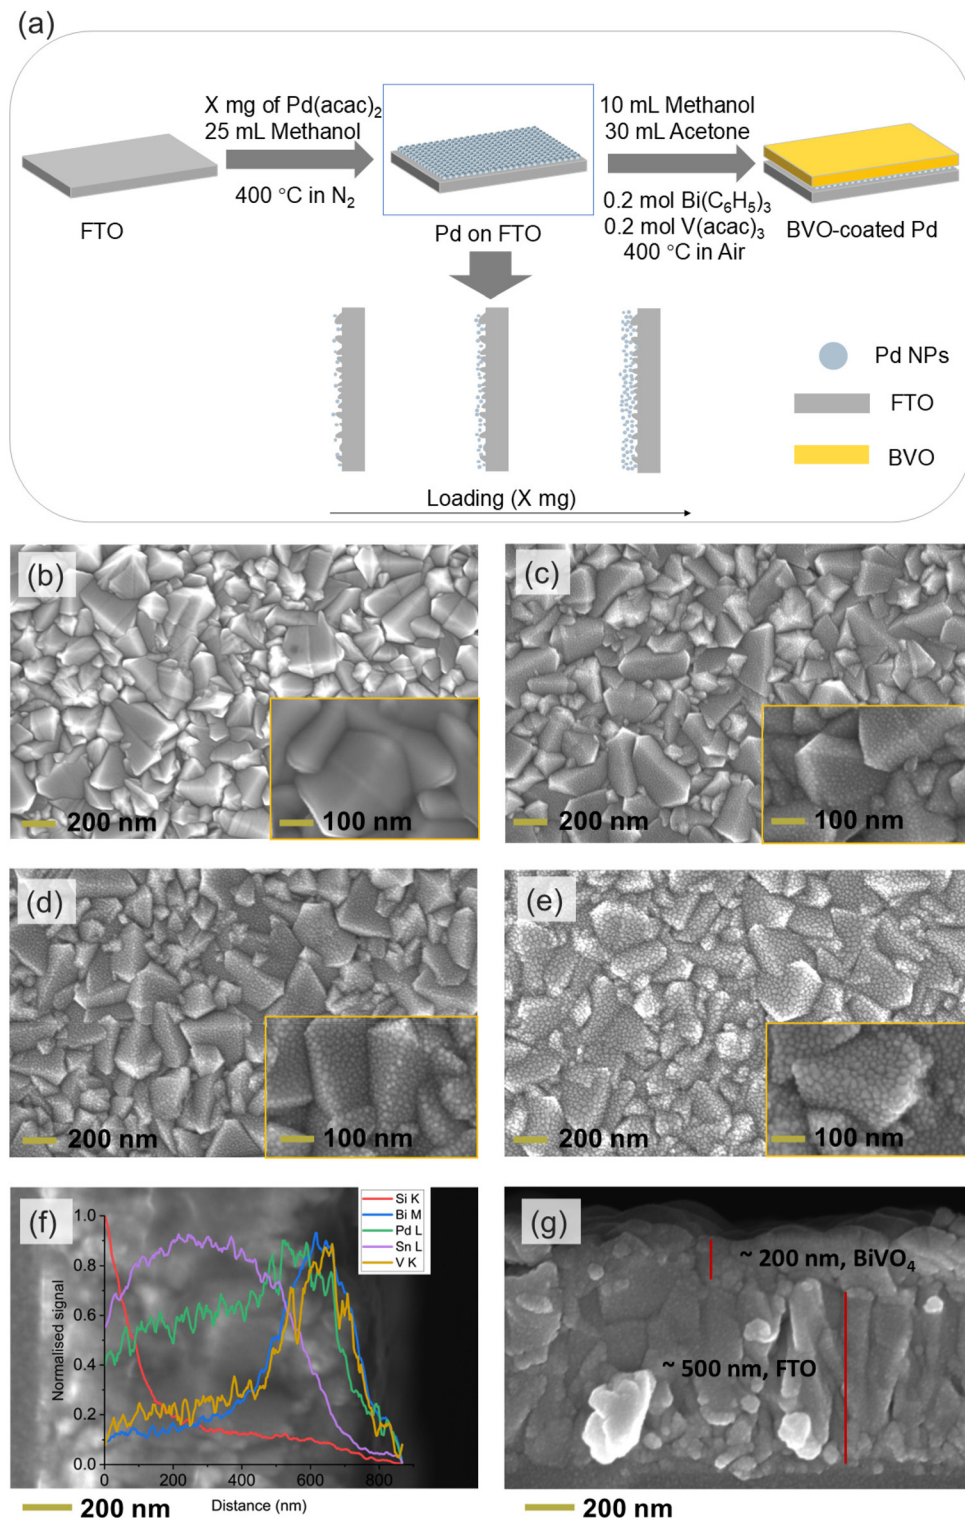 (a)
X mg of Pd(acac)2
25 mL Methanol
400 °C in N2
10 mL Methanol
30 mL Acetone
0.2 mol Bi(C6H5)3
0.2 mol V(acac)3
400 °C in Air
FTO
Pd on FTO
BVO-coated Pd
Pd NPs
FTO
BVO
Loading (X mg)
(b)
200 nm
100 nm
(c)
200 nm
100 nm
(d)
200 nm
100 nm
(e)
200 nm
100 nm
(f)
Si K
Bi M
Pd L
Sn L
V K
Normalised signal
1.0
0.8
0.6
0.4
0.2
0.0
0 200 400 600 800
Distance (nm)
200 nm
(g)
~ 200 nm, BiVO4
~ 500 nm, FTO
200 nm